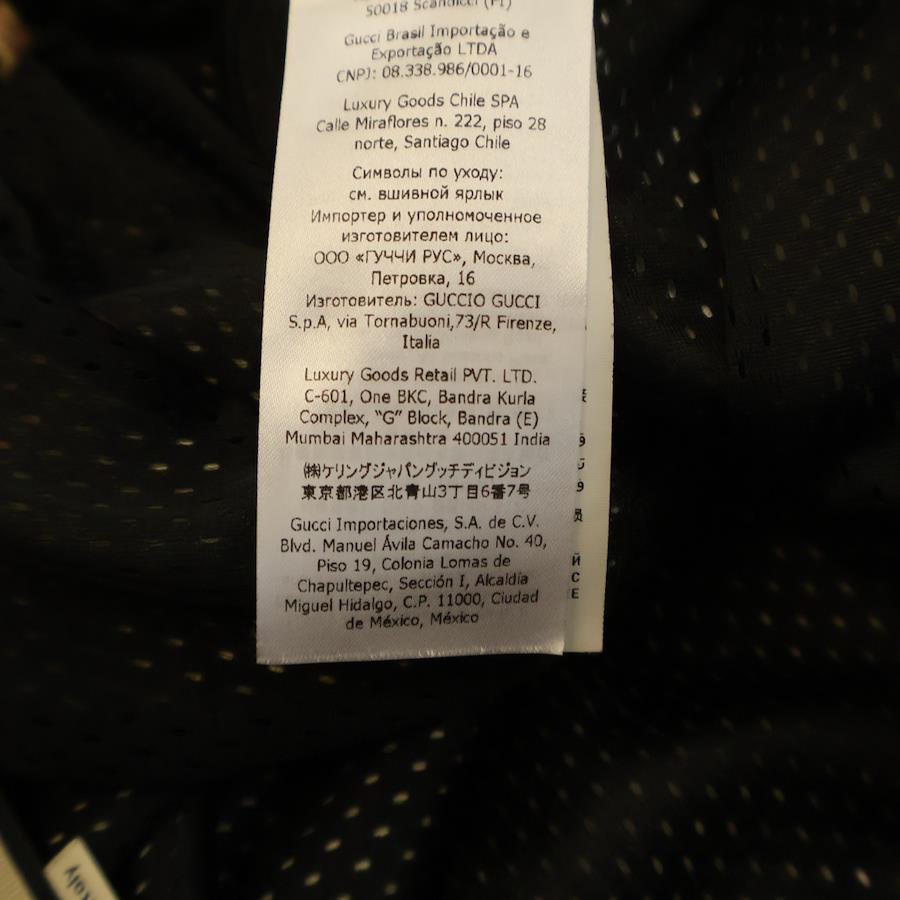 50018 Scandicci (FI)
Gucci Brasil Importação e
Exportação LTDA
CNPJ: 08.338.986/0001-16
Luxury Goods Chile SPA
Calle Miraflores n. 222, piso 28
norte, Santiago Chile
Символы по уходу:
см. вшивной ярлык
Импортер и уполномоченное
изготовителем лицо:
ООО «ГУЧЧИ РУС», Москва,
Петровка, 16
Изготовитель: GUCCIO GUCCI
S.p.A, via Tornabuoni,73/R Firenze,
Italia
Luxury Goods Retail PVT. LTD.
C-601, One BKC, Bandra Kurla
Complex, "G" Block, Bandra (E)
Mumbai Maharashtra 400051 India
㈱ケリングジャパングッチディビジョン
東京都港区北青山3丁目6番7号
Gucci Importaciones, S.A. de C.V.
Blvd. Manuel Ávila Camacho No. 40,
Piso 19, Colonia Lomas de
Chapultepec, Sección I, Alcaldía
Miguel Hidalgo, C.P. 11000, Ciudad
de México, México